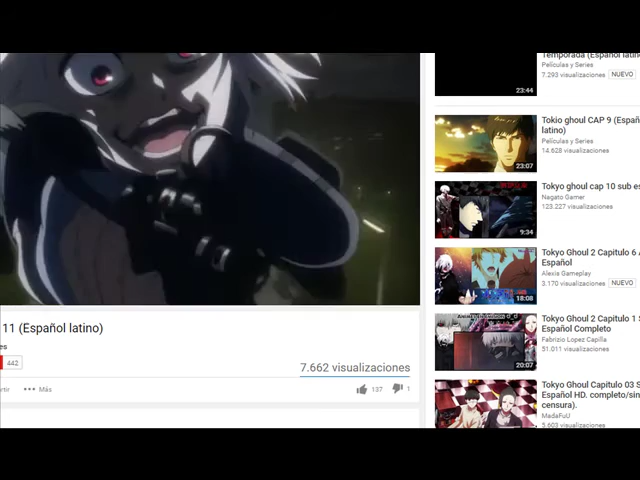 11 (Español latino)
es
442
7.662 visualizaciones
rtir
Más
137
1
Temporada (Español latino
Películas y Series
7.293 visualizaciones NUEVO
23:44
Tokio ghoul CAP 9 (Españ
latino)
Películas y Series
14.628 visualizaciones
23:07
Tokyo ghoul cap 10 sub es
Nagato Gamer
123.227 visualizaciones
9:34
Tokyo Ghoul 2 Capitulo 6 A
Español
Alexis Gameplay
3.170 visualizaciones NUEVO
18:08
Tokyo Ghoul 2 Capitulo 1 S
Español Completo
Fabrizio Lopez Capilla
51.011 visualizaciones
20:07
Tokyo Ghoul Capitulo 03 S
Español HD. completo/sin
censura).
MadaFuU
5.603 visualizaciones